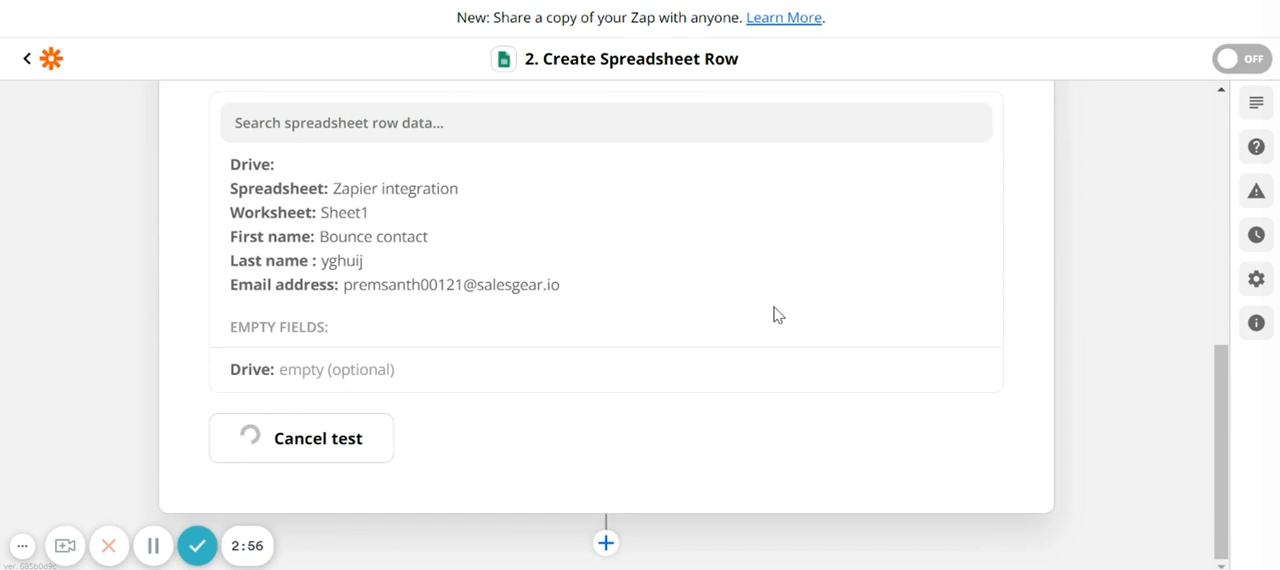 New: Share a copy of your Zap with anyone. Learn More.
2. Create Spreadsheet Row
OFF
Search spreadsheet row data...
Drive:
Spreadsheet: Zapier integration
Worksheet: Sheet1
First name: Bounce contact
Last name : yghuij
Email address: premsanth00121@salesgear.io
EMPTY FIELDS:
Drive: empty (optional)
Cancel test
2:56
ver. 685b0d9c